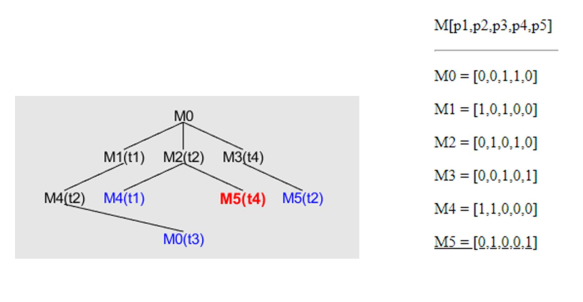 M[p1,p2,p3,p4,p5]
M0 = [0,0,1,1,0]
M1 = [1,0,1,0,0]
M2 = [0,1,0,1,0]
M3 = [0,0,1,0,1]
M4 = [1,1,0,0,0]
M5 = [0,1,0,0,1]
M0
M1(t1) M2(t2) M3(t4)
M4(t2) M4(t1) M5(t4) M5(t2)
M0(t3)